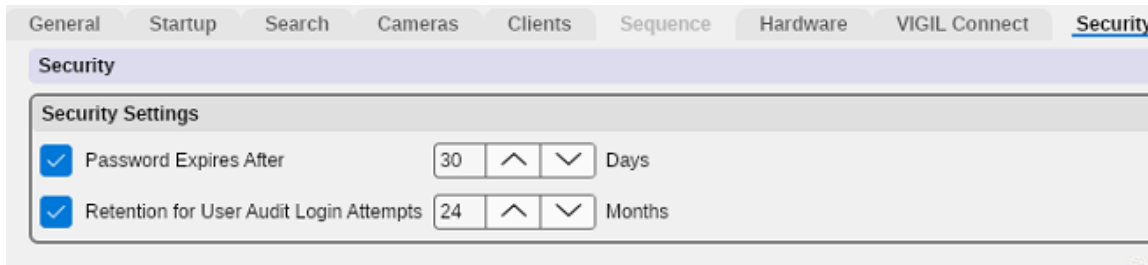 General Startup Search Cameras Clients Sequence Hardware VIGIL Connect Security
Security
Security Settings
Password Expires After 30 Days
Retention for User Audit Login Attempts 24 Months